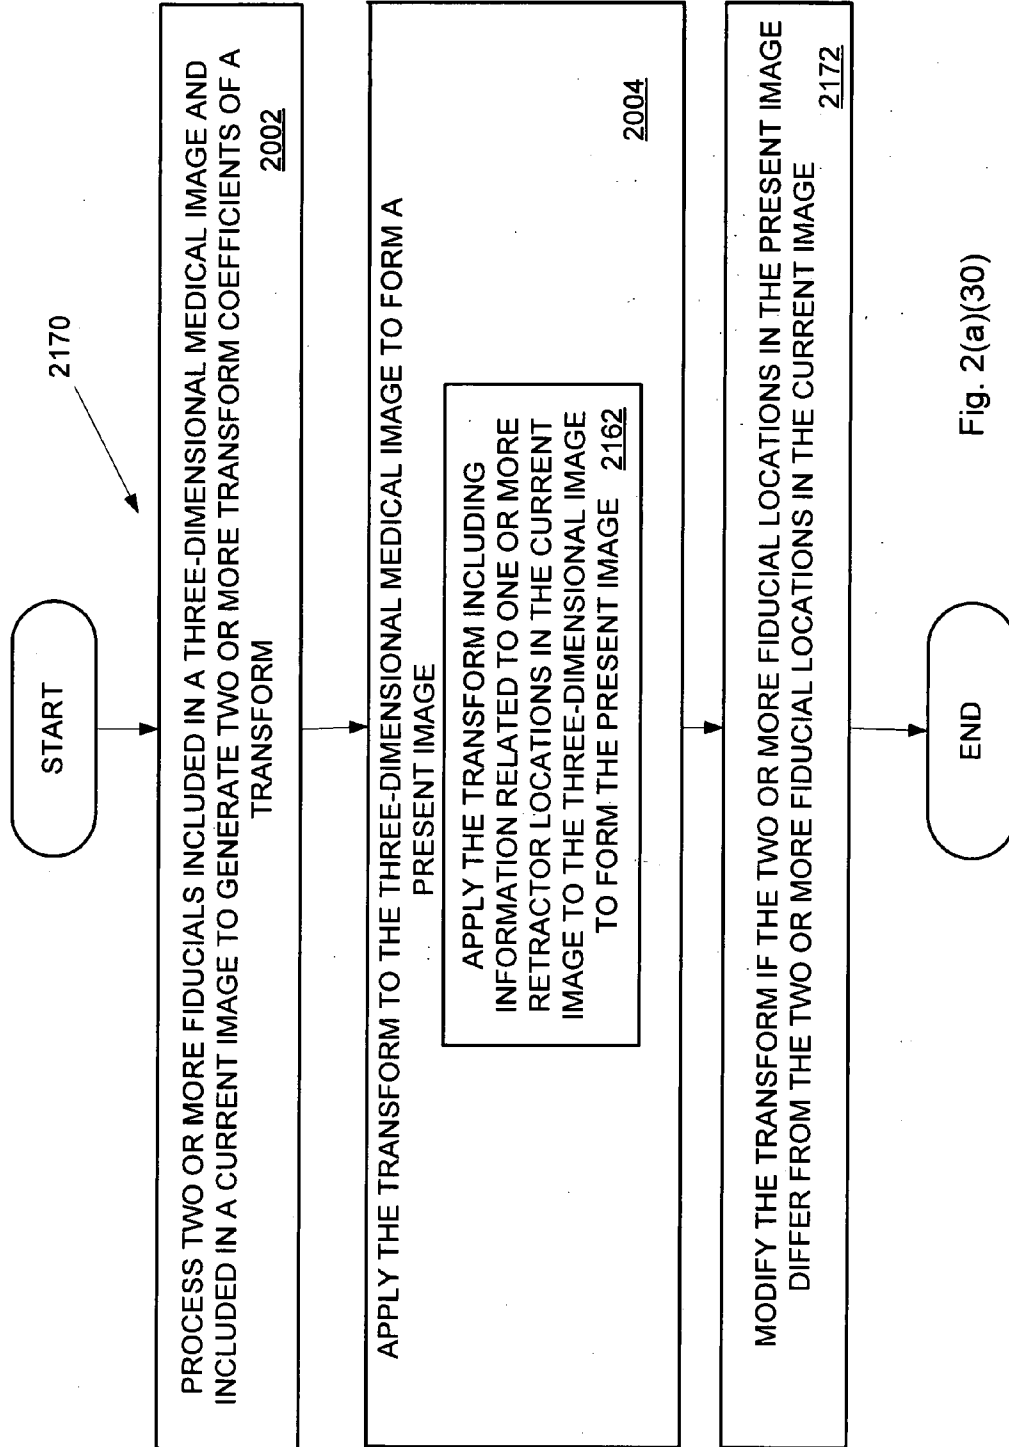 2170
START
PROCESS TWO OR MORE FIDUCIALS INCLUDED IN A THREE-DIMENSIONAL MEDICAL IMAGE AND
INCLUDED IN A CURRENT IMAGE TO GENERATE TWO OR MORE TRANSFORM COEFFICIENTS OF A
TRANSFORM
2002
APPLY THE TRANSFORM TO THE THREE-DIMENSIONAL MEDICAL IMAGE TO FORM A
PRESENT IMAGE
APPLY THE TRANSFORM INCLUDING
INFORMATION RELATED TO ONE OR MORE
RETRACTOR LOCATIONS IN THE CURRENT
IMAGE TO THE THREE-DIMENSIONAL IMAGE
TO FORM THE PRESENT IMAGE 2162
2004
MODIFY THE TRANSFORM IF THE TWO OR MORE FIDUCIAL LOCATIONS IN THE PRESENT IMAGE
DIFFER FROM THE TWO OR MORE FIDUCIAL LOCATIONS IN THE CURRENT IMAGE
2172
END
Fig. 2(a)(30)